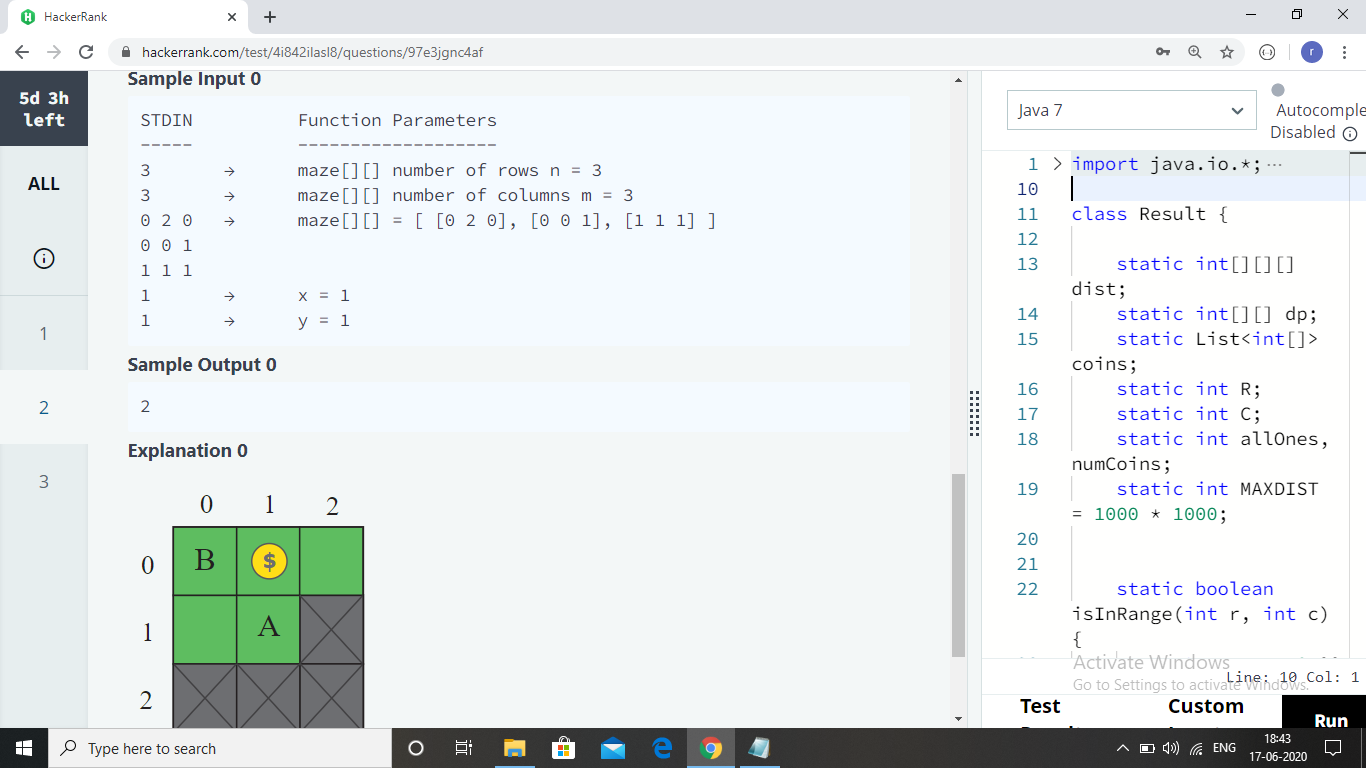 HackerRank
hackerrank.com/test/4i842ilasl8/questions/97e3jgnc4af
r
5d 3h
left
ALL
1
2
3
Sample Input 0
STDIN Function Parameters
----- -------------------
3 → maze[][] number of rows n = 3
3 → maze[][] number of columns m = 3
0 2 0 → maze[][] = [ [0 2 0], [0 0 1], [1 1 1] ]
0 0 1
1 1 1
1 → x = 1
1 → y = 1
Sample Output 0
2
Explanation 0
0 1 2
0 B $
1 A
2
Java 7
Autocomple
Disabled
1 import java.io.*; ...
10
11 class Result {
12
13 static int[][][]
dist;
14 static int[][] dp;
15 static List<int[]>
coins;
16 static int R;
17 static int C;
18 static int allOnes,
numCoins;
19 static int MAXDIST
= 1000 * 1000;
20
21
22 static boolean
isInRange(int r, int c)
{
Activate Windows
Go to Settings to activate Windows.
Line: 10 Col: 1
Test Custom
Run
Type here to search
ENG
18:43
17-06-2020